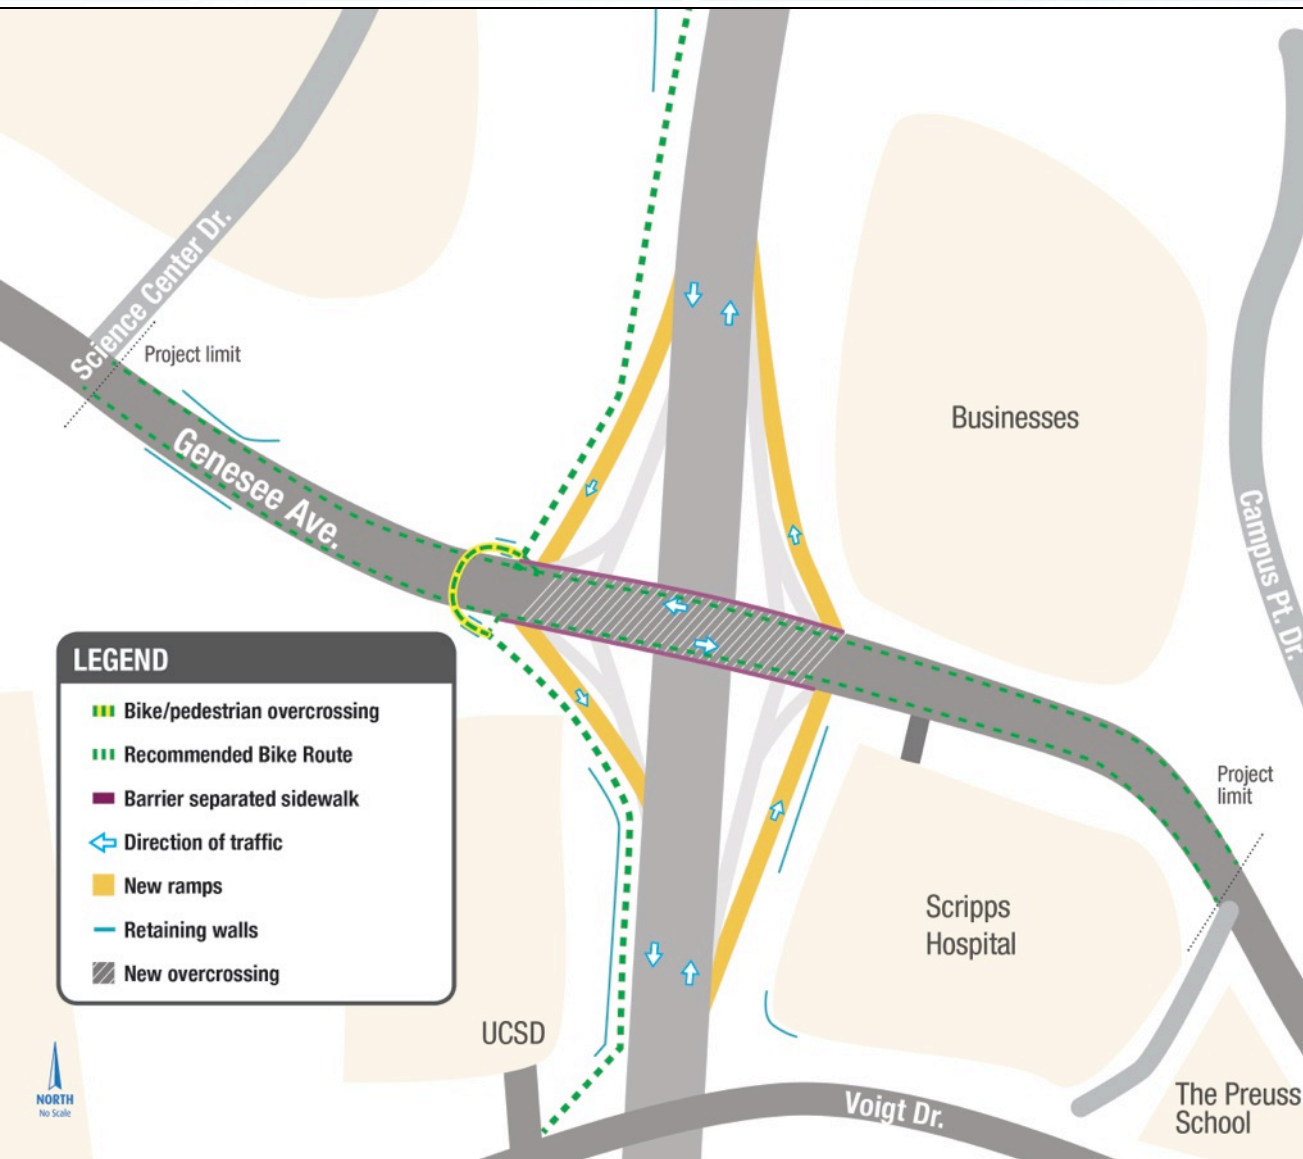 Science Center Dr.
Project limit
Genesee Ave.
Businesses
Campus Pt. Dr.
LEGEND
Bike/pedestrian overcrossing
Recommended Bike Route
Barrier separated sidewalk
Direction of traffic
New ramps
Retaining walls
New overcrossing
Project
limit
Scripps
Hospital
UCSD
NORTH
No Scale
Voigt Dr.
The Preuss
School